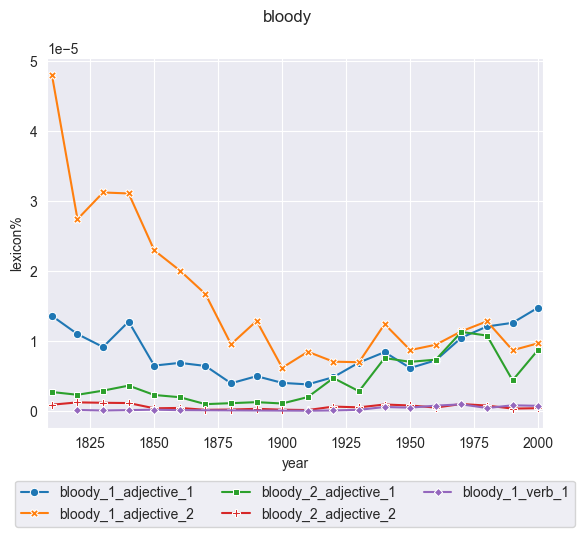 bloody
1e−5
5
4
3
2
1
0
lexicon%
1825 1850 1875 1900 1925 1950 1975 2000
year
bloody_1_adjective_1 bloody_2_adjective_1 bloody_1_verb_1
bloody_1_adjective_2 bloody_2_adjective_2